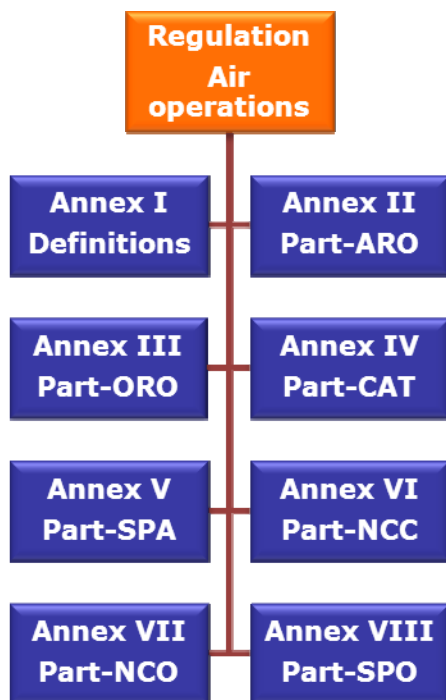 Regulation
Air
operations
Annex I
Definitions
Annex II
Part-ARO
Annex III
Part-ORO
Annex IV
Part-CAT
Annex V
Part-SPA
Annex VI
Part-NCC
Annex VII
Part-NCO
Annex VIII
Part-SPO